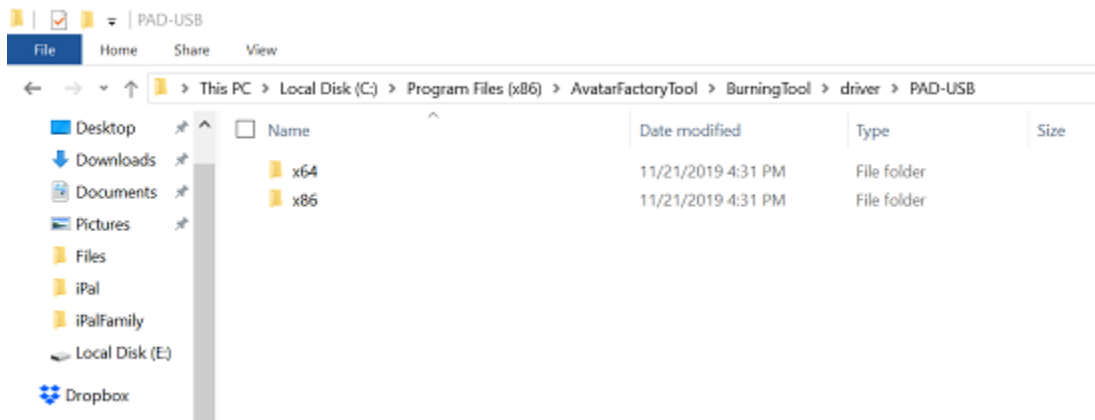 PAD-USB
File Home Share View
This PC > Local Disk (C:) > Program Files (x86) > AvatarFactoryTool > BurningTool > driver > PAD-USB
Desktop
Downloads
Documents
Pictures
Files
iPal
iPalFamily
Local Disk (E:)
Dropbox
Name Date modified Type Size
x64 11/21/2019 4:31 PM File folder
x86 11/21/2019 4:31 PM File folder